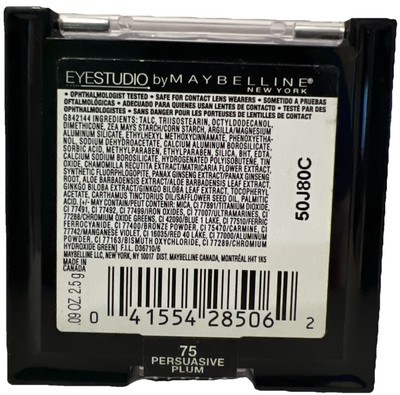 EYESTUDIO by MAYBELLINE®
NEW YORK
• OPHTHALMOLOGIST TESTED • SAFE FOR CONTACT LENS WEARERS • SOMETIDO A PRUEBAS
OFTALMOLÓGICAS • ADECUADO PARA QUIENES USAN LENTES DE CONTACTO • TESTÉ PAR DES
OPHTALMOLOGISTES • SANS DANGER POUR LES PORTEUSES DE LENTILLES DE CONTACT
G842144 INGREDIENTS: TALC, TRIISOSTEARIN, OCTYLDODECANOL,
DIMETHICONE, ZEA MAYS STARCH/CORN STARCH, ARGILLA/MAGNESIUM
ALUMINUM SILICATE, ETHYLHEXYL HYDROXYSTEARATE, PHENOXYETHA-
NOL, SODIUM DEHYDROACETATE, CALCIUM ALUMINUM BOROSILICATE,
SORBIC ACID, METHYLPARABEN, ETHYLPARABEN, SILICA, BHT, EDTA,
CALCIUM SODIUM BOROSILICATE, HYDROGENATED POLYISOBUTENE, TIN
OXIDE, CHAMOMILLA RECUTITA EXTRACT/MATRICARIA FLOWER EXTRACT,
SYNTHETIC FLUORPHLOGOPITE, PANAX GINSENG EXTRACT/PANAX GINSENG
ROOT, ALOE BARBADENSIS EXTRACT/ALOE BARBADENSIS LEAF EXTRACT,
GINKGO BILOBA EXTRACT/GINKGO BILOBA LEAF EXTRACT, TOCOPHERYL
ACETATE, CARTHAMUS TINCTORIUS OIL/SAFFLOWER SEED OIL, PALMITIC
ACID, (+/- MAY CONTAIN/PEUT CONTENIR: MICA, CI 77891/TITANIUM DIOXIDE,
CI 77491, CI 77492, CI 77499/IRON OXIDES, CI 77007/ULTRAMARINES, CI
77288/CHROMIUM OXIDE GREENS, CI 42090/BLUE 1 LAKE, CI 77510/FERRIC
FERROCYANIDE, CI 77400/BRONZE POWDER, CI 75470/CARMINE, CI
77742/MANGANESE VIOLET, CI 16035/RED 40 LAKE, CI 77000/ALUMINUM
POWDER, CI 77163/BISMUTH OXYCHLORIDE, CI 77289/CHROMIUM
HYDROXIDE GREEN) F.I.L. D36710/6
MAYBELLINE LLC, NEW YORK, NY 10017 DIST. MAYBELLINE CANADA, MONTRÉAL H4T 1K5
MADE IN
CANADA
50J80C
.09 OZ. 2.5 g
0 41554 28506 2
75
PERSUASIVE
PLUM